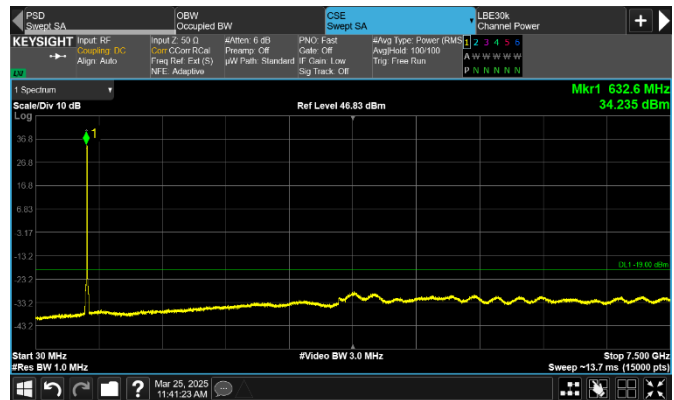 PSD
Swept SA
OBW
Occupied BW
CSE
Swept SA
LBE30k
Channel Power
KEYSIGHT
Input: RF
Coupling: DC
Align: Auto
Input Z: 50 Ω
Corr CCorr RCal
Freq Ref: Ext (S)
NFE: Adaptive
#Atten: 6 dB
Preamp: Off
µW Path: Standard
PNO: Fast
Gate: Off
IF Gain: Low
Sig Track: Off
#Avg Type: Power (RMS)
Avg|Hold: 100/100
Trig: Free Run
1 2 3 4 5 6
A W W W W W
P N N N N N
LXI
1 Spectrum
Scale/Div 10 dB
Ref Level 46.83 dBm
Mkr1 632.6 MHz
34.235 dBm
Log
1
36.8
26.8
16.8
6.83
-3.17
-13.2
-23.2
-33.2
-43.2
DL1 -19.00 dBm
Start 30 MHz
#Res BW 1.0 MHz
#Video BW 3.0 MHz
Stop 7.500 GHz
Sweep ~13.7 ms (15000 pts)
?
Mar 25, 2025
11:41:23 AM